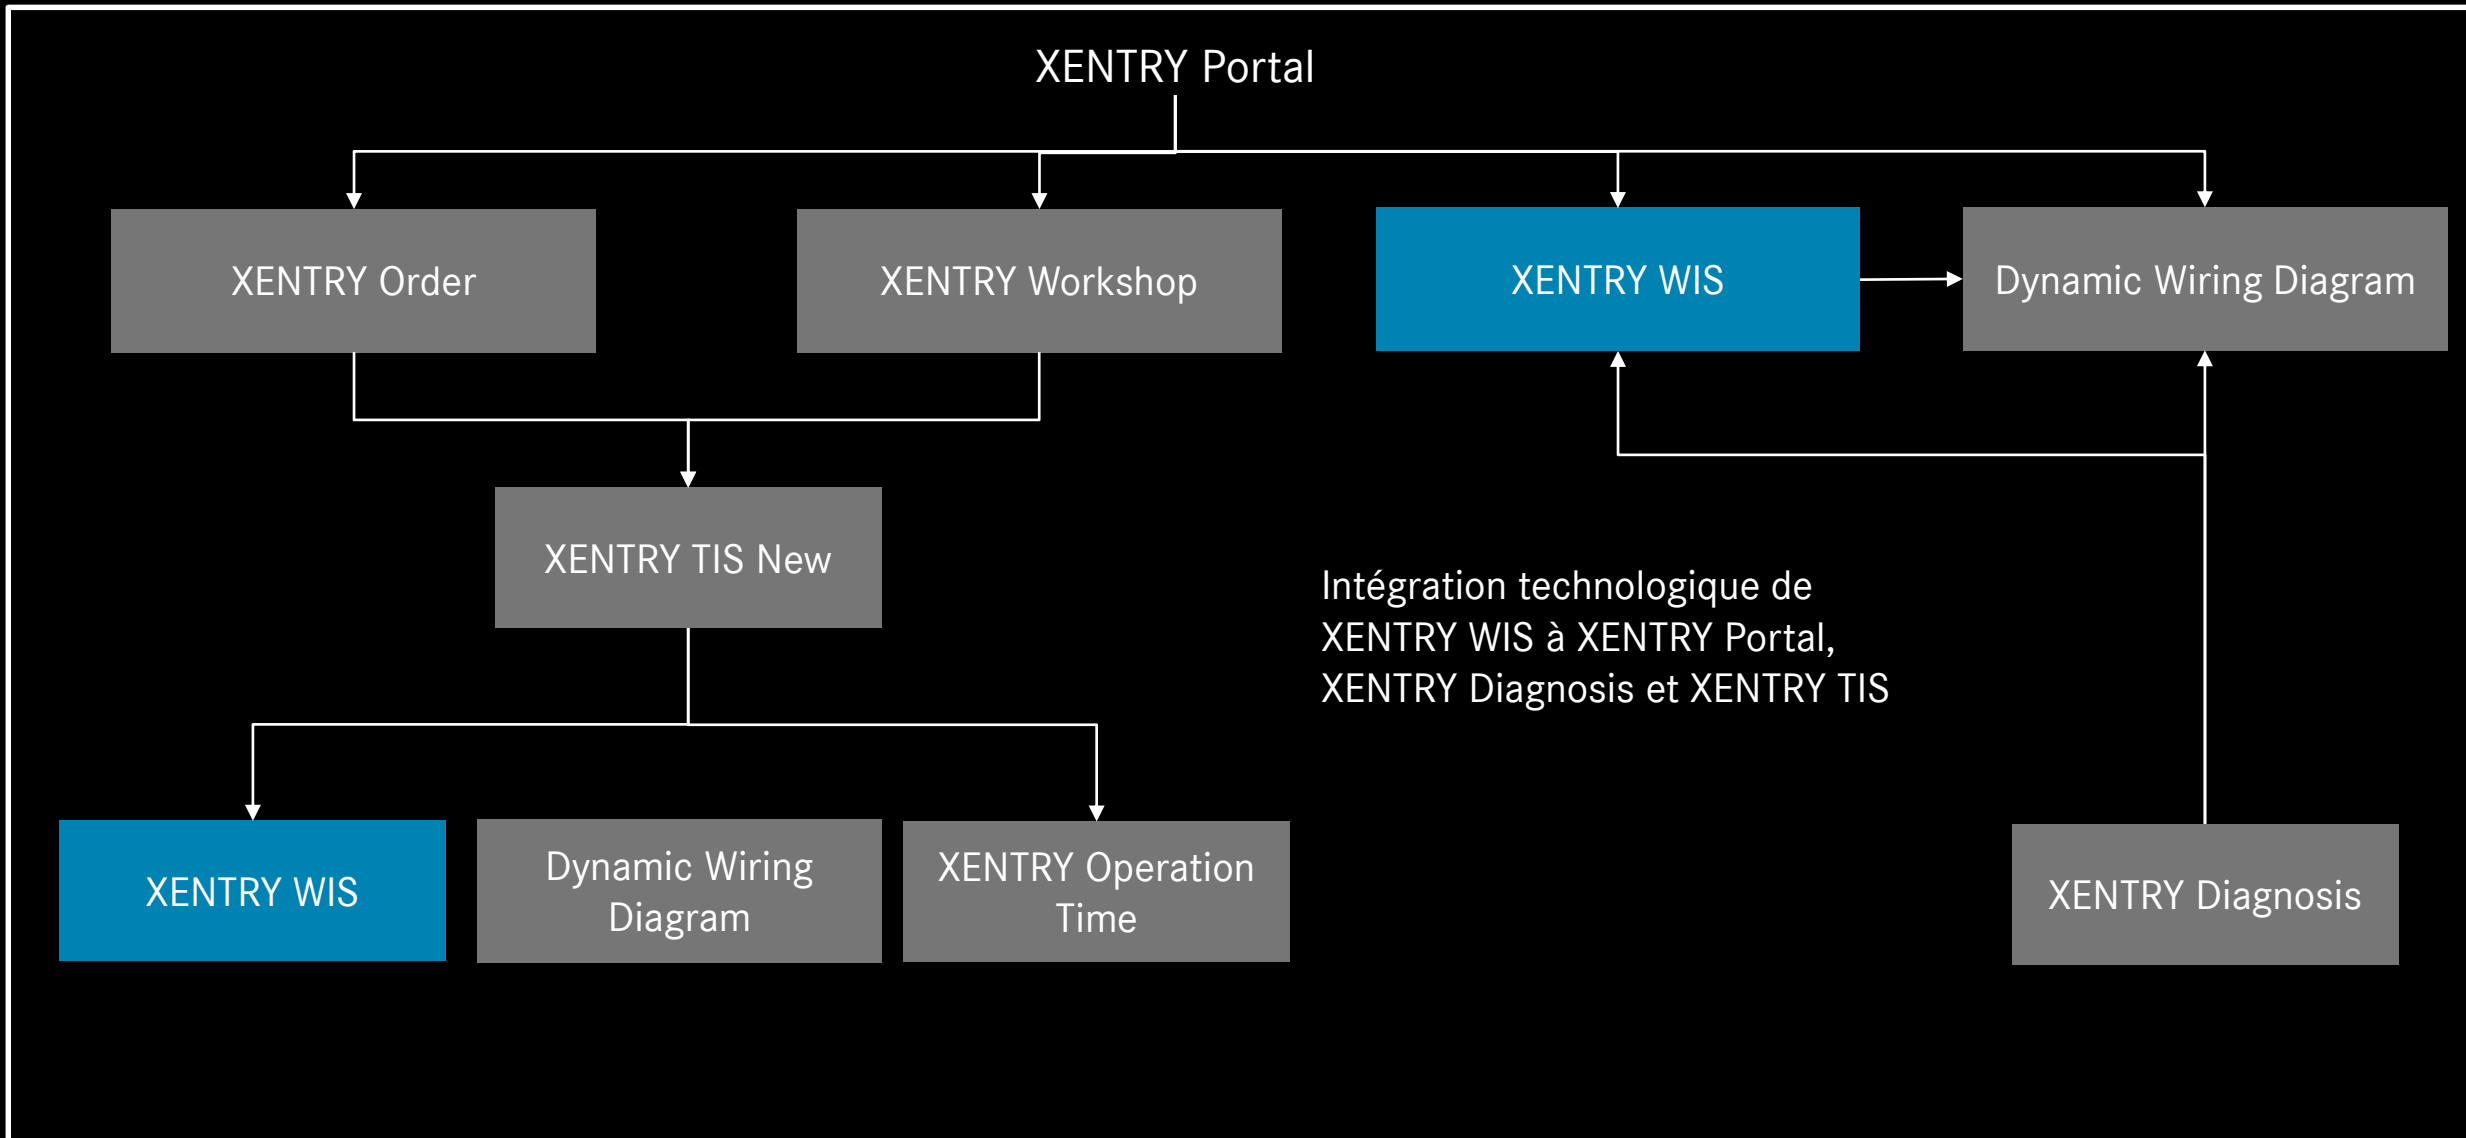 XENTRY Portal
XENTRY Order
XENTRY Workshop
XENTRY WIS
Dynamic Wiring Diagram
XENTRY TIS New
Intégration technologique de
XENTRY WIS à XENTRY Portal,
XENTRY Diagnosis et XENTRY TIS
XENTRY WIS
Dynamic Wiring
Diagram
XENTRY Operation
Time
XENTRY Diagnosis